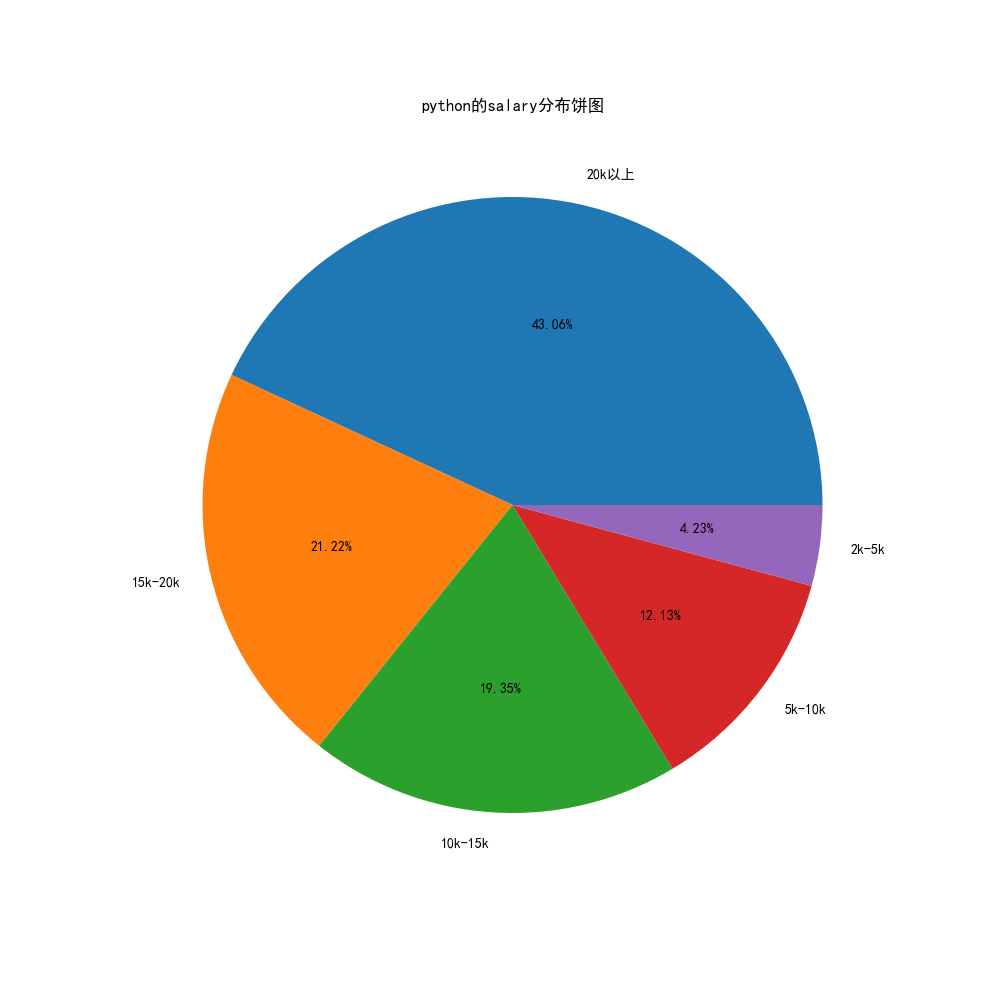 python的salary分布饼图
20k以上
43.06%
21.22%
15k-20k
4.23%
2k-5k
12.13%
19.35%
5k-10k
10k-15k